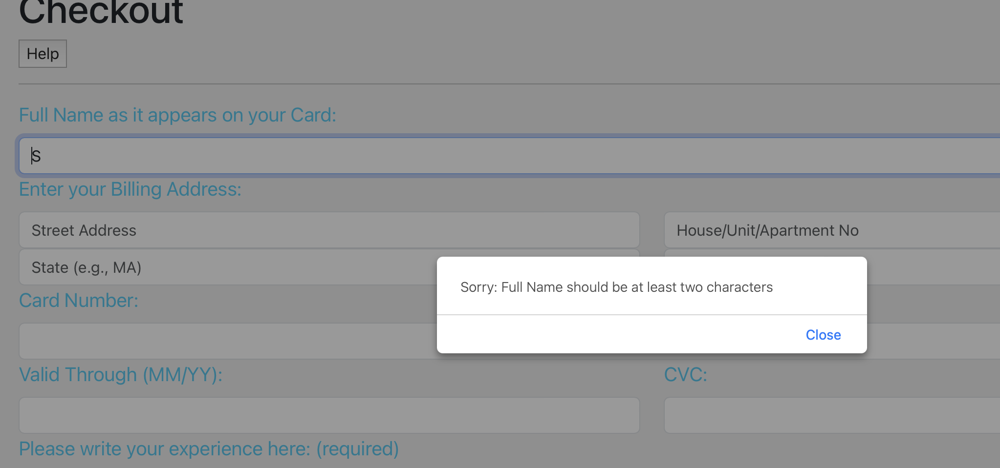 Checkout
Help
Full Name as it appears on your Card:
S
Enter your Billing Address:
Street Address
House/Unit/Apartment No
State (e.g., MA)
Sorry: Full Name should be at least two characters
Close
Card Number:
Valid Through (MM/YY):
CVC:
Please write your experience here: (required)